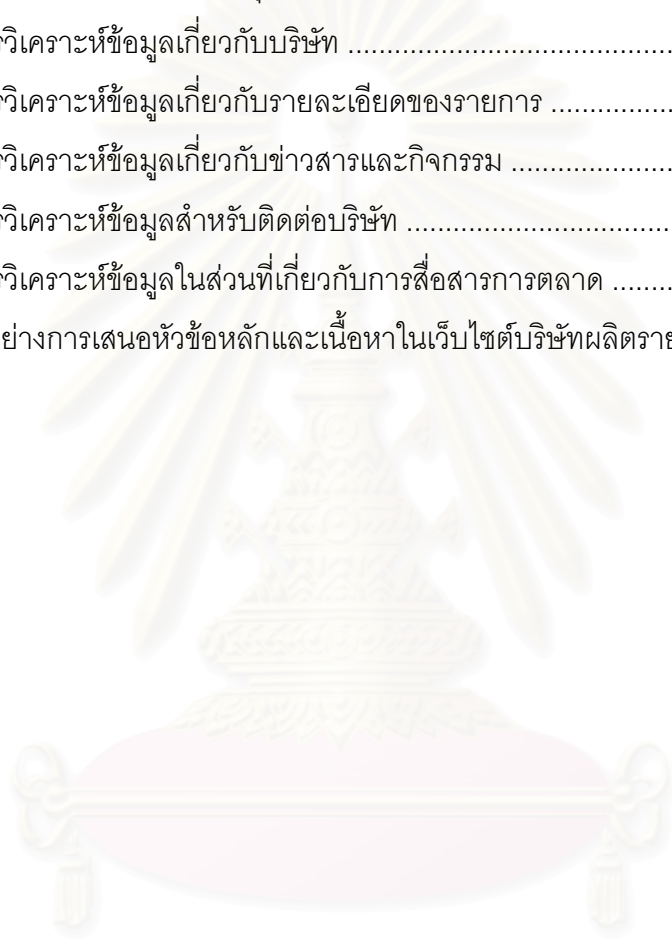 รวิเคราะห์ข้อมูลเกี่ยวกับบริษัท ..........................................
รวิเคราะห์ข้อมูลเกี่ยวกับรายละเอียดของรายการ ................
รวิเคราะห์ข้อมูลเกี่ยวกับข่าวสารและกิจกรรม .....................
รวิเคราะห์ข้อมูลสำหรับติดต่อบริษัท ..................................
รวิเคราะห์ข้อมูลในส่วนที่เกี่ยวกับการสื่อสารการตลาด ........
ย่างการเสนอหัวข้อหลักและเนื้อหาในเว็บไซต์บริษัทผลิตราย